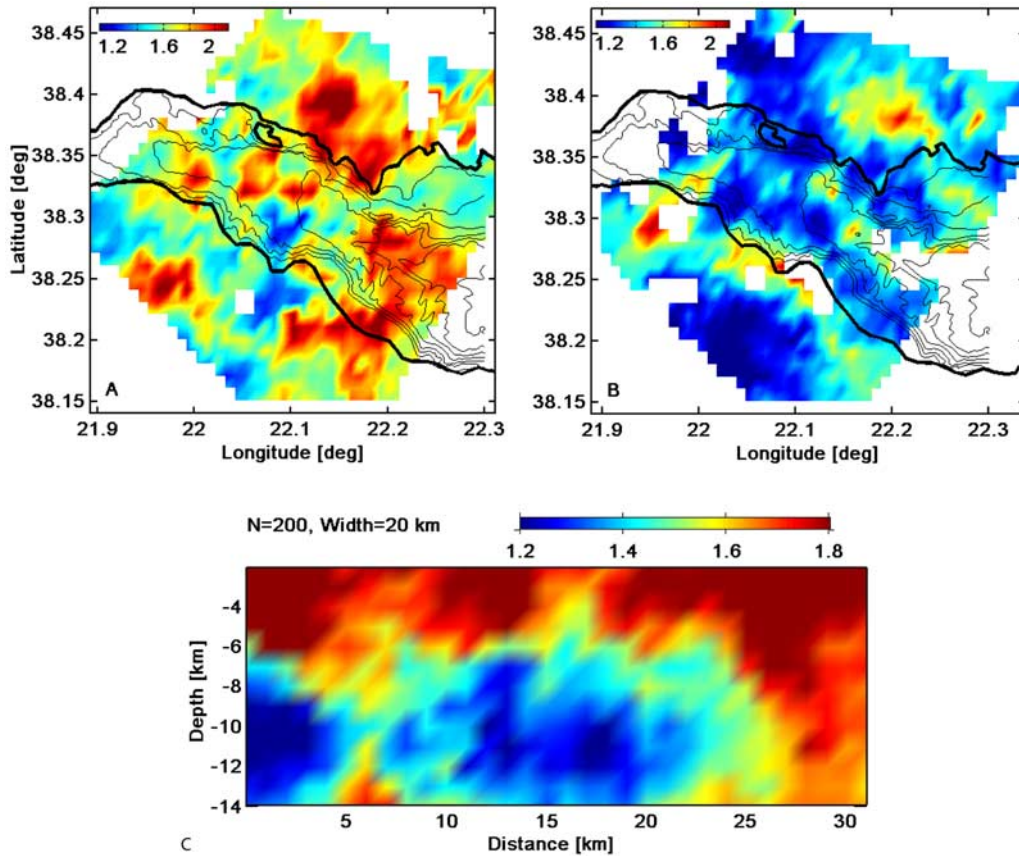 1.2 1.6 2
38.45
38.4
38.35
38.3
38.25
38.2
38.15
Latitude [deg]
A
21.9 22 22.1 22.2 22.3
Longitude [deg]
1.2 1.6 2
38.45
38.4
38.35
38.3
38.25
38.2
38.15
B
21.9 22 22.1 22.2 22.3
Longitude [deg]
N=200, Width=20 km
1.2 1.4 1.6 1.8
-4
-6
-8
-10
-12
-14
Depth [km]
5 10 15 20 25 30
Distance [km]
C